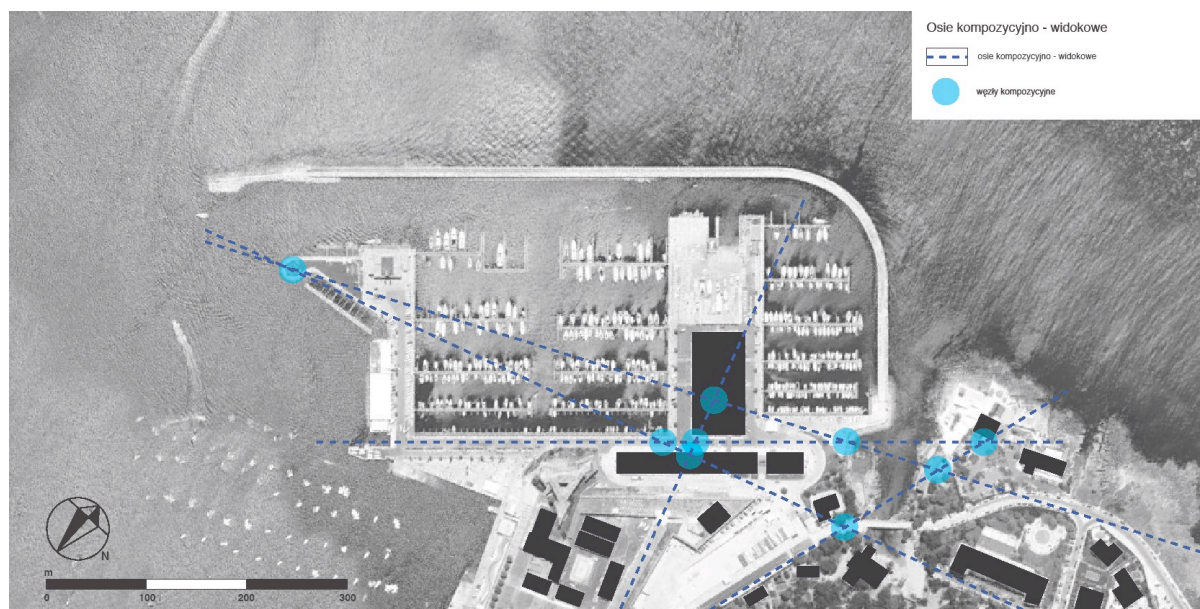 Osie kompozycyjno - widokowe
osie kompozycyjno - widokowe
węzły kompozycyjne
N
m
0 100 200 300